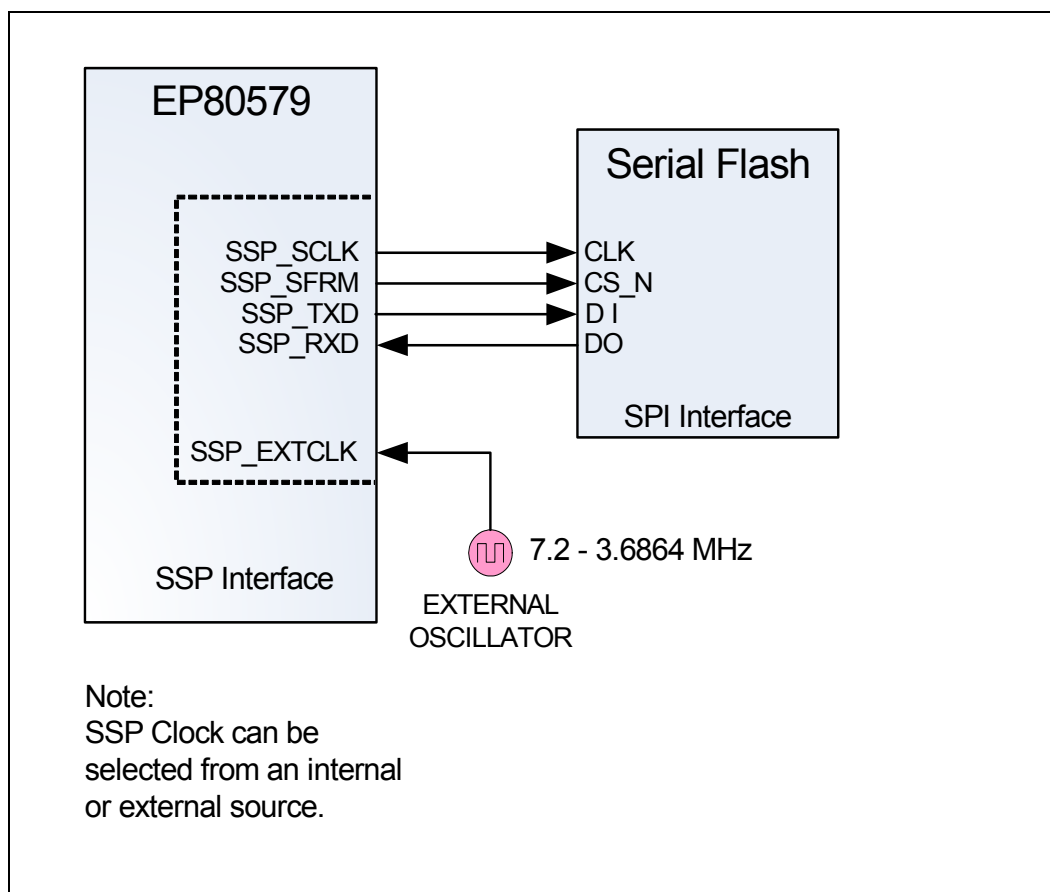 EP80579
SSP_SCLK
SSP_SFRM
SSP_TXD
SSP_RXD
SSP_EXTCLK
SSP Interface
Serial Flash
CLK
CS_N
D I
DO
SPI Interface
7.2 - 3.6864 MHz
EXTERNAL
OSCILLATOR
Note:
SSP Clock can be
selected from an internal
or external source.